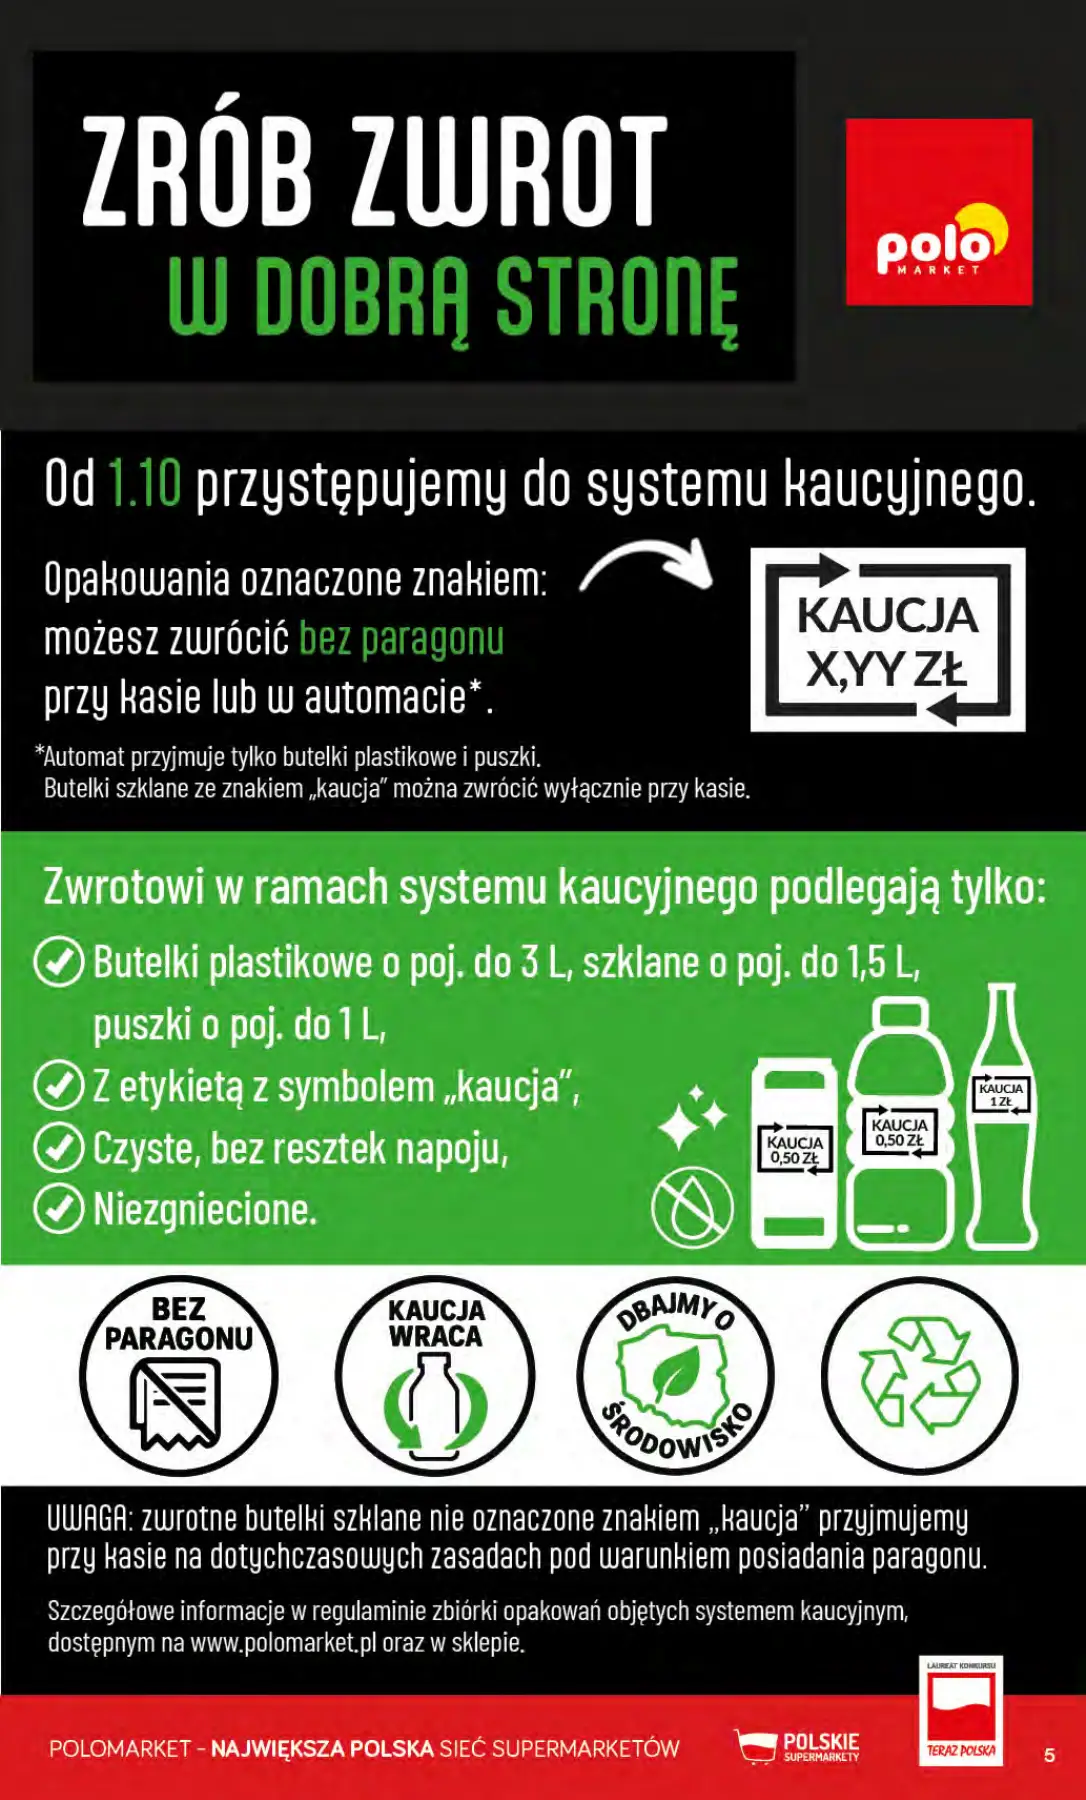 ZRÓB ZWROT
W DOBRĄ STRONĘ
polo
MARKET
Od 1.10 przystępujemy do systemu kaucyjnego.
Opakowania oznaczone znakiem:
możesz zwrócić bez paragonu
przy kasie lub w automacie*.
KAUCJA
X,YY ZŁ
*Automat przyjmuje tylko butelki plastikowe i puszki.
Butelki szklane ze znakiem „kaucja” można zwrócić wyłącznie przy kasie.
Zwrotowi w ramach systemu kaucyjnego podlegają tylko:
Butelki plastikowe o poj. do 3 L, szklane o poj. do 1,5 L,
puszki o poj. do 1 L,
Z etykietą z symbolem „kaucja”,
Czyste, bez resztek napoju,
Niezgniecione.
KAUCJA
0,50 ZŁ
KAUCJA
0,50 ZŁ
KAUCJA
1 ZŁ
BEZ
PARAGONU
KAUCJA
WRACA
DBAJMY O
ŚRODOWISKO
UWAGA: zwrotne butelki szklane nie oznaczone znakiem „kaucja” przyjmujemy
przy kasie na dotychczasowych zasadach pod warunkiem posiadania paragonu.
Szczegółowe informacje w regulaminie zbiórki opakowań objętych systemem kaucyjnym,
dostępnym na www.polomarket.pl oraz w sklepie.
POLOMARKET - NAJWIĘKSZA POLSKA SIEĆ SUPERMARKETÓW
POLSKIE
SUPERMARKETY
LAUREAT KONKURSU
TERAZ POLSKA
5